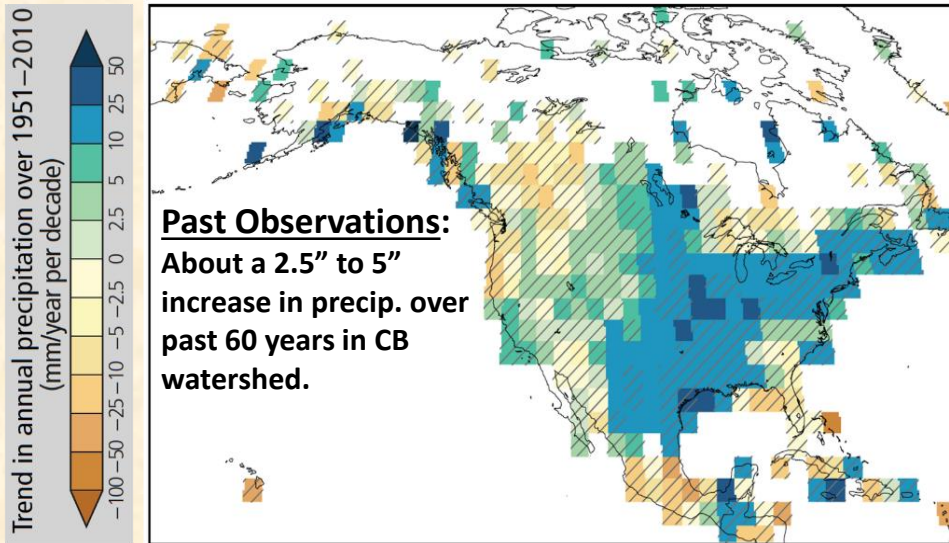 Trend in annual precipitation over 1951–2010
(mm/year per decade)
50
25
10
5
2.5
0
−2.5
−5
−10
−25
−50
−100
Past Observations:
About a 2.5” to 5”
increase in precip. over
past 60 years in CB
watershed.